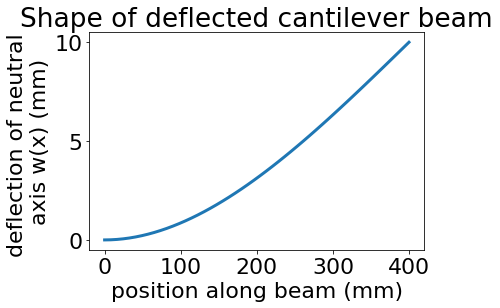 Shape of deflected cantilever beam
deflection of neutral
axis w(x) (mm)
10
5
0
0 100 200 300 400
position along beam (mm)